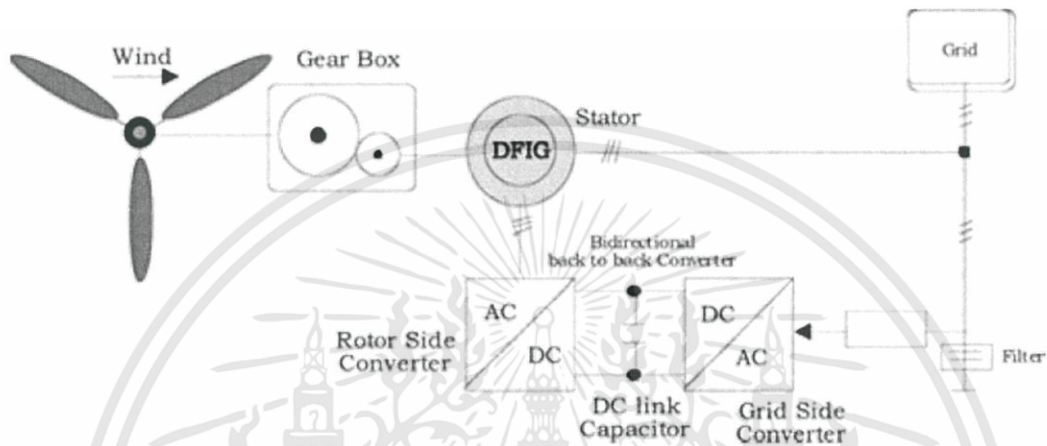 Wind
Gear Box
Grid
Stator
DFIG
Bidirectional
back to back Converter
AC
DC
DC
AC
Rotor Side
Converter
Filter
DC link
Capacitor
Grid Side
Converter
?